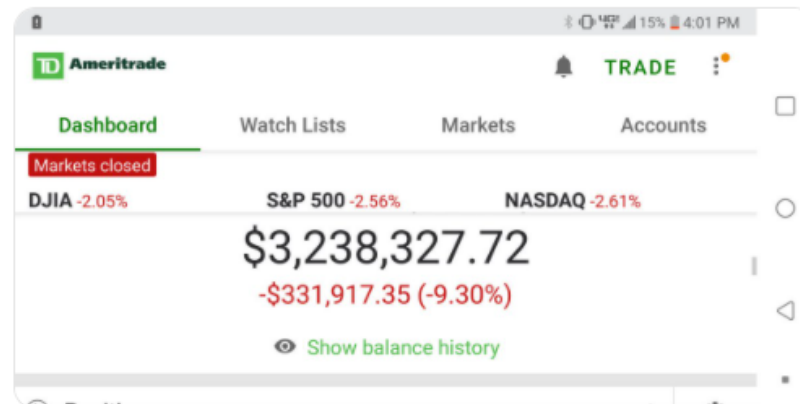 15% 4:01 PM
TD Ameritrade TRADE
Dashboard Watch Lists Markets Accounts
Markets closed
DJIA -2.05% S&P 500 -2.56% NASDAQ -2.61%
$3,238,327.72
-$331,917.35 (-9.30%)
Show balance history